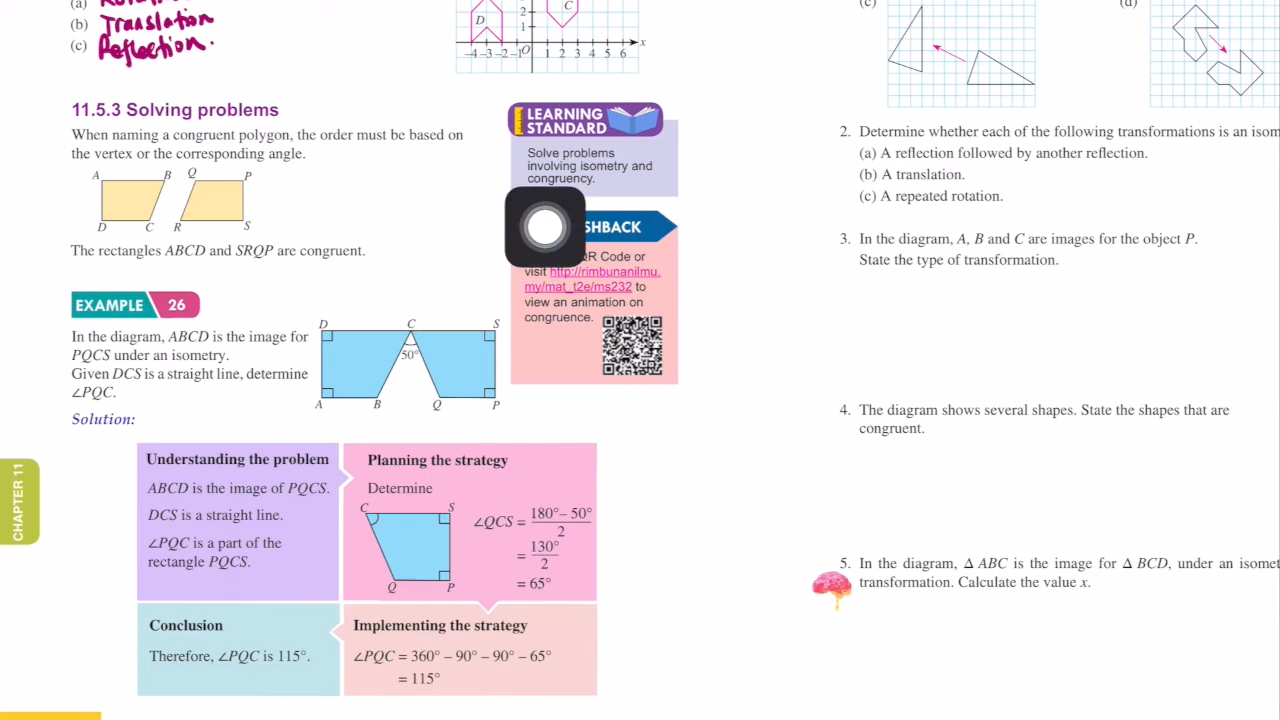 (a)
(b) Translation
(c) Reflection.
D
C
2
1
-4 -3 -2 -1 O 1 2 3 4 5 6 x
11.5.3 Solving problems
When naming a congruent polygon, the order must be based on
the vertex or the corresponding angle.
A B Q P
D C R S
The rectangles ABCD and SRQP are congruent.
LEARNING
STANDARD
Solve problems
involving isometry and
congruency.
SHBACK
QR Code or
visit http://rimbunanilmu.
my/mat_t2e/ms232 to
view an animation on
congruence.
EXAMPLE 26
In the diagram, ABCD is the image for
PQCS under an isometry.
Given DCS is a straight line, determine
∠PQC.
D C S
50°
A B Q P
Solution:
Understanding the problem
ABCD is the image of PQCS.
DCS is a straight line.
∠PQC is a part of the
rectangle PQCS.
Planning the strategy
Determine
C S
Q P
∠QCS = 180° – 50°
2
= 130°
2
= 65°
Conclusion
Therefore, ∠PQC is 115°.
Implementing the strategy
∠PQC = 360° – 90° – 90° – 65°
= 115°
CHAPTER 11
(c)
(d)
2. Determine whether each of the following transformations is an isom
(a) A reflection followed by another reflection.
(b) A translation.
(c) A repeated rotation.
3. In the diagram, A, B and C are images for the object P.
State the type of transformation.
4. The diagram shows several shapes. State the shapes that are
congruent.
5. In the diagram, Δ ABC is the image for Δ BCD, under an isomet
transformation. Calculate the value x.